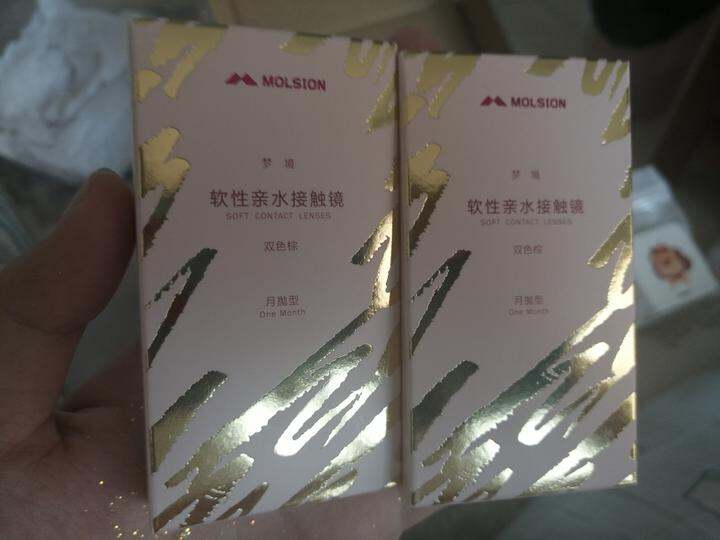 MOLSION
梦 境
软性亲水接触镜
SOFT CONTACT LENSES
双色棕
月抛型
One Month
MOLSION
梦 境
软性亲水接触镜
SOFT CONTACT LENSES
双色棕
月抛型
One Month